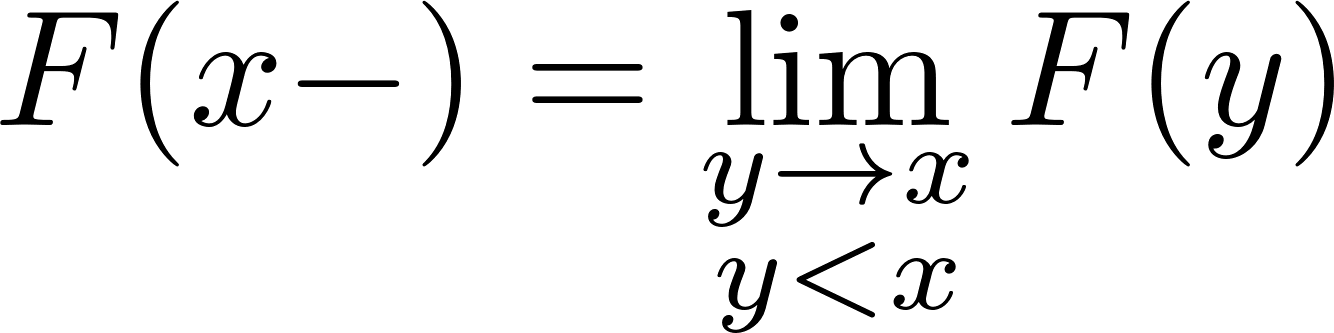 F(x−) = lim F(y)
y→x
y<x